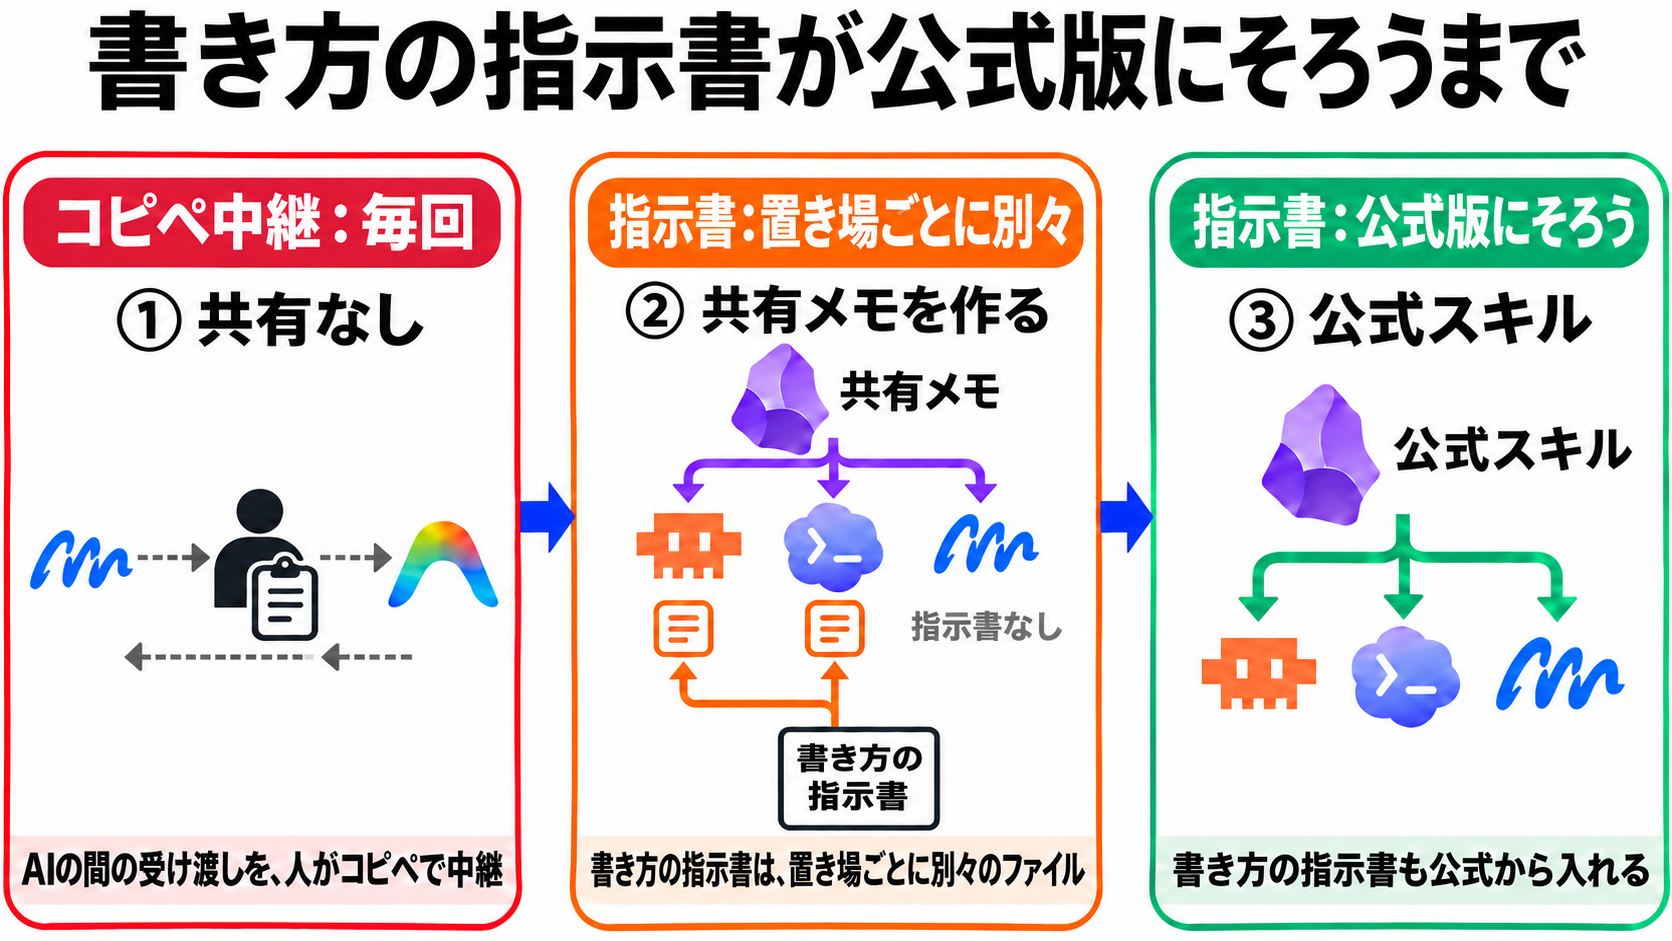 書き方の指示書が公式版にそろうまで
コピペ中継：毎回
① 共有なし
AIの間の受け渡しを、人がコピペで中継
指示書：置き場ごとに別々
② 共有メモを作る
共有メモ
指示書なし
書き方の
指示書
書き方の指示書は、置き場ごとに別々のファイル
指示書：公式版にそろう
③ 公式スキル
公式スキル
書き方の指示書も公式から入れる